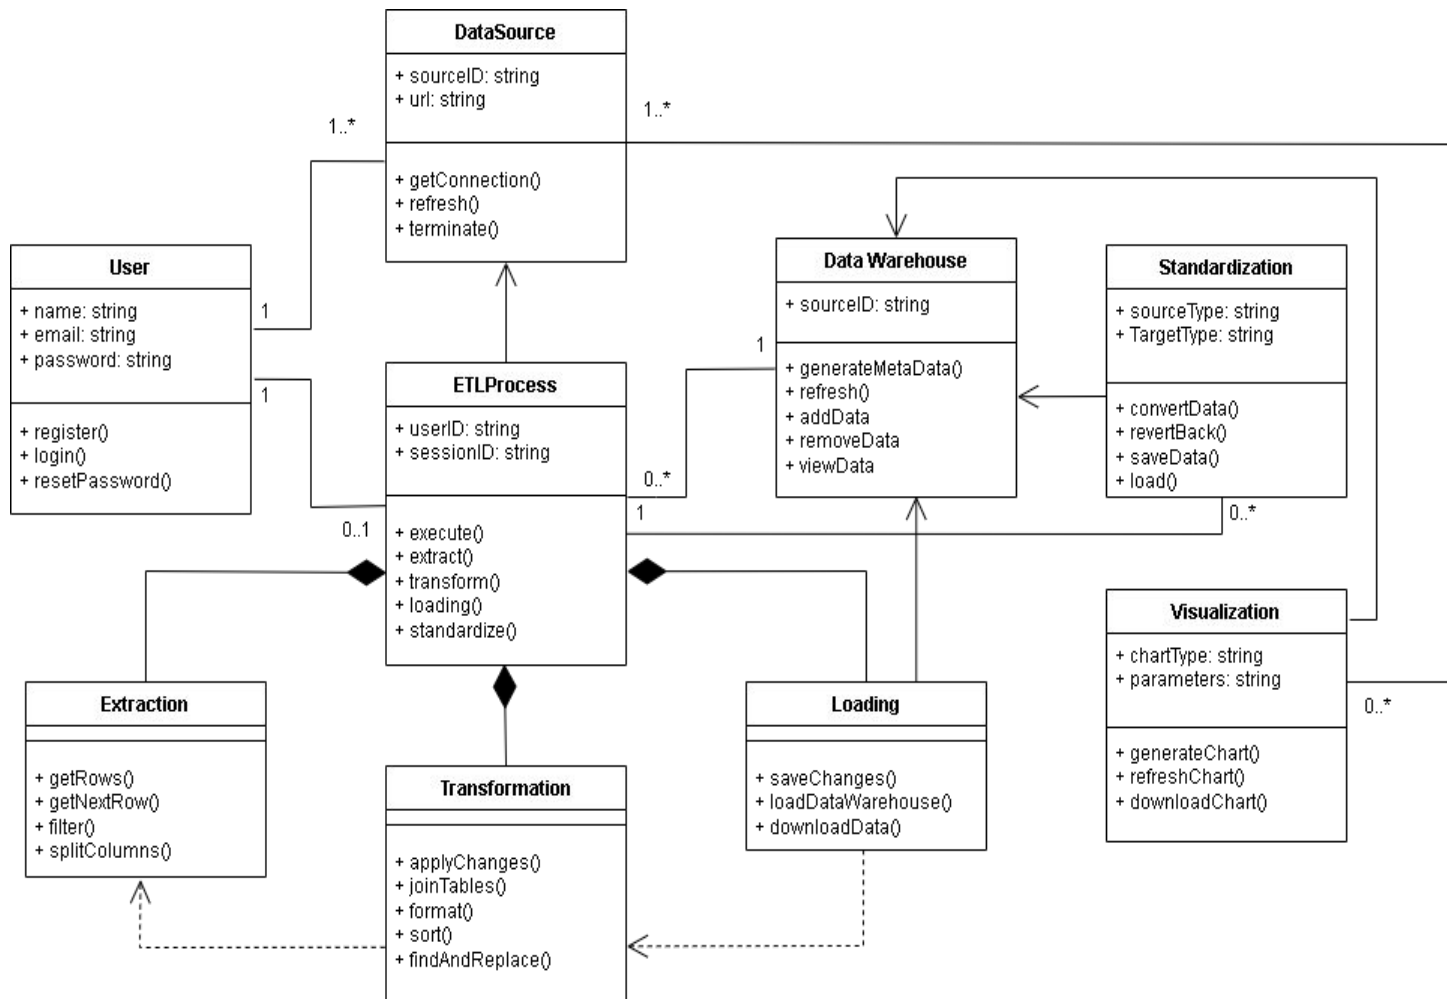 DataSource
+ sourceID: string
+ url: string
1..*
1..*
+ getConnection()
+ refresh()
+ terminate()
User
+ name: string
+ email: string
+ password: string
1
1
+ register()
+ login()
+ resetPassword()
Data Warehouse
+ sourceID: string
1
+ generateMetaData()
+ refresh()
+ addData
+ removeData
+ viewData
Standardization
+ sourceType: string
+ TargetType: string
+ convertData()
+ revertBack()
+ saveData()
+ load()
0..*
ETLProcess
+ userID: string
+ sessionID: string
0..*
1
0..1
+ execute()
+ extract()
+ transform()
+ loading()
+ standardize()
Visualization
+ chartType: string
+ parameters: string
0..*
+ generateChart()
+ refreshChart()
+ downloadChart()
Extraction
+ getRows()
+ getNextRow()
+ filter()
+ splitColumns()
Transformation
+ applyChanges()
+ joinTables()
+ format()
+ sort()
+ findAndReplace()
Loading
+ saveChanges()
+ loadDataWarehouse()
+ downloadData()